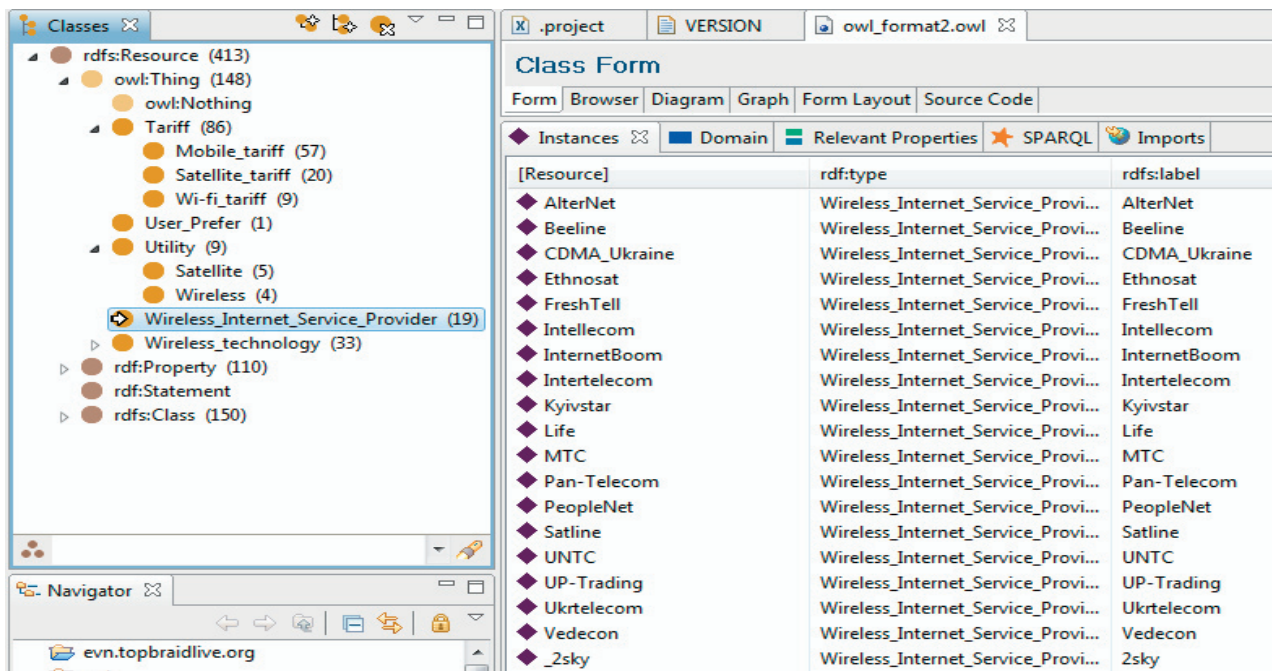 Classes
rdfs:Resource (413)
owl:Thing (148)
owl:Nothing
Tariff (86)
Mobile_tariff (57)
Satellite_tariff (20)
Wi-fi_tariff (9)
User_Prefer (1)
Utility (9)
Satellite (5)
Wireless (4)
Wireless_Internet_Service_Provider (19)
Wireless_technology (33)
rdf:Property (110)
rdf:Statement
rdfs:Class (150)
Navigator
evn.topbraidlive.org
.project VERSION owl_format2.owl
Class Form
Form Browser Diagram Graph Form Layout Source Code
Instances Domain Relevant Properties SPARQL Imports
[Resource] rdf:type rdfs:label
AlterNet Wireless_Internet_Service_Provi... AlterNet
Beeline Wireless_Internet_Service_Provi... Beeline
CDMA_Ukraine Wireless_Internet_Service_Provi... CDMA_Ukraine
Ethnosat Wireless_Internet_Service_Provi... Ethnosat
FreshTell Wireless_Internet_Service_Provi... FreshTell
Intellecom Wireless_Internet_Service_Provi... Intellecom
InternetBoom Wireless_Internet_Service_Provi... InternetBoom
Intertelecom Wireless_Internet_Service_Provi... Intertelecom
Kyivstar Wireless_Internet_Service_Provi... Kyivstar
Life Wireless_Internet_Service_Provi... Life
MTC Wireless_Internet_Service_Provi... MTC
Pan-Telecom Wireless_Internet_Service_Provi... Pan-Telecom
PeopleNet Wireless_Internet_Service_Provi... PeopleNet
Satline Wireless_Internet_Service_Provi... Satline
UNTC Wireless_Internet_Service_Provi... UNTC
UP-Trading Wireless_Internet_Service_Provi... UP-Trading
Ukrtelecom Wireless_Internet_Service_Provi... Ukrtelecom
Vedecon Wireless_Internet_Service_Provi... Vedecon
_2sky Wireless_Internet_Service_Provi... 2sky